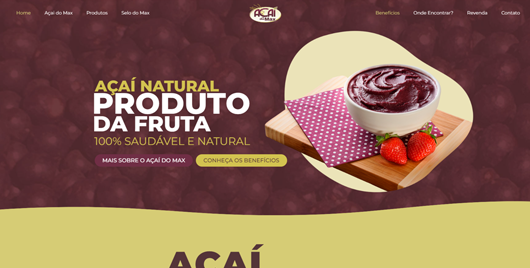 Home
Açaí do Max
Produtos
Selo do Max
AÇAÍ
do Max
Benefícios
Onde Encontrar?
Revenda
Contato
AÇAÍ NATURAL
PRODUTO
DA FRUTA
100% SAUDÁVEL E NATURAL
MAIS SOBRE O AÇAÍ DO MAX
CONHEÇA OS BENEFÍCIOS
AÇAÍ